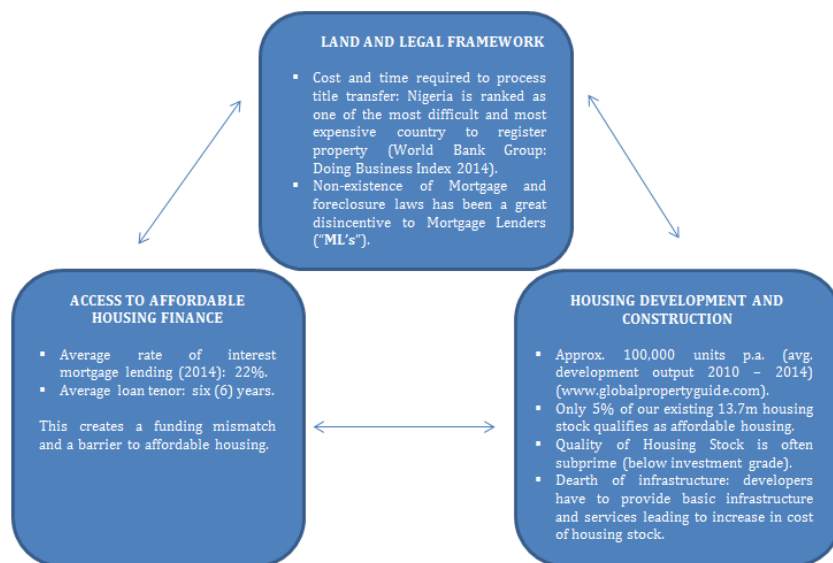 LAND AND LEGAL FRAMEWORK
▪ Cost and time required to process
title transfer: Nigeria is ranked as
one of the most difficult and most
expensive country to register
property (World Bank Group:
Doing Business Index 2014).
▪ Non-existence of Mortgage and
foreclosure laws has been a great
disincentive to Mortgage Lenders
("ML's").
ACCESS TO AFFORDABLE
HOUSING FINANCE
▪ Average rate of interest
mortgage lending (2014): 22%.
▪ Average loan tenor: six (6) years.
This creates a funding mismatch
and a barrier to affordable housing.
HOUSING DEVELOPMENT AND
CONSTRUCTION
▪ Approx. 100,000 units p.a. (avg.
development output 2010 – 2014)
(www.globalpropertyguide.com).
▪ Only 5% of our existing 13.7m housing
stock qualifies as affordable housing.
▪ Quality of Housing Stock is often
subprime (below investment grade).
▪ Dearth of infrastructure: developers
have to provide basic infrastructure
and services leading to increase in cost
of housing stock.